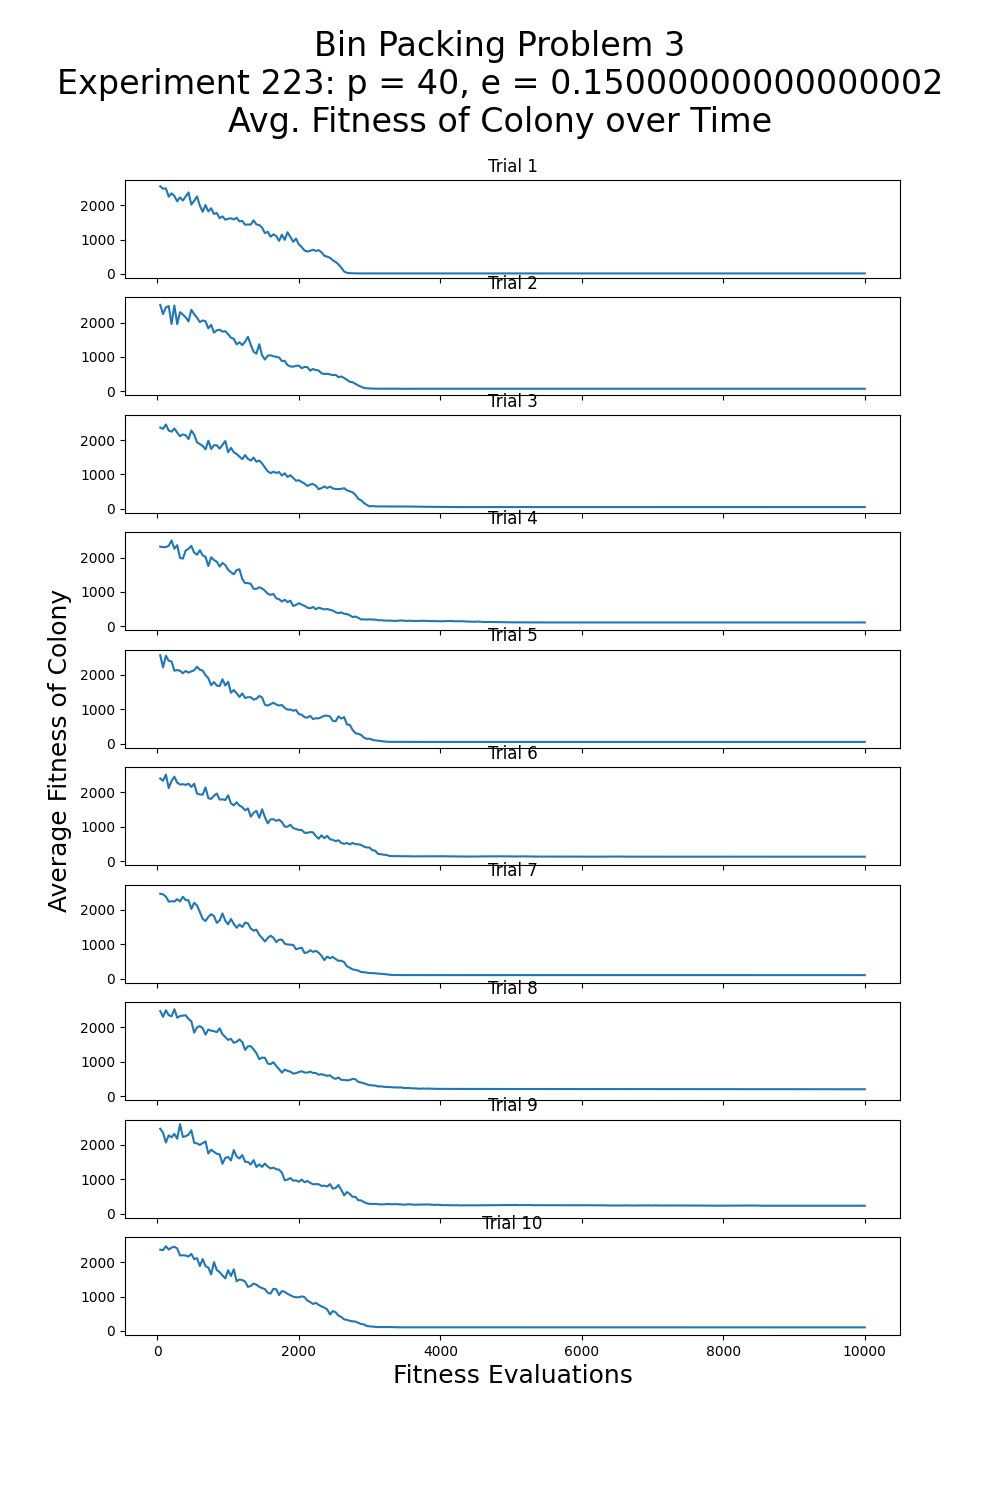 Bin Packing Problem 3
Experiment 223: p = 40, e = 0.15000000000000002
Avg. Fitness of Colony over Time
Trial 1
2000
1000
0
Trial 2
2000
1000
0
Trial 3
2000
1000
0
Trial 4
2000
1000
0
Trial 5
2000
1000
0
Trial 6
2000
1000
0
Trial 7
2000
1000
0
Trial 8
2000
1000
0
Trial 9
2000
1000
0
Trial 10
2000
1000
0
0 2000 4000 6000 8000 10000
Fitness Evaluations
Average Fitness of Colony